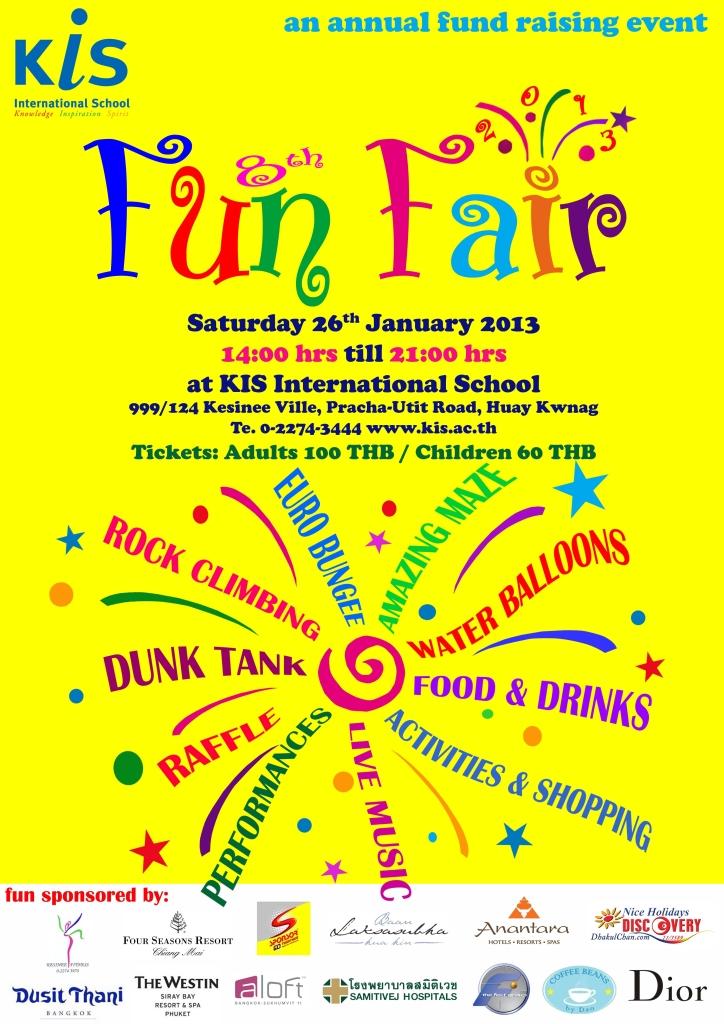 an annual fund raising event
KiS
International School
Knowledge Inspiration Spirit
2013
8th
Fun Fair
Saturday 26th January 2013
14:00 hrs till 21:00 hrs
at KIS International School
999/124 Kesinee Ville, Pracha-Utit Road, Huay Kwnag
Te. 0-2274-3444 www.kis.ac.th
Tickets: Adults 100 THB / Children 60 THB
EURO BUNGEE
AMAZING MAZE
ROCK CLIMBING
WATER BALLOONS
DUNK TANK
FOOD & DRINKS
RAFFLE
ACTIVITIES & SHOPPING
PERFORMANCES
LIVE MUSIC
fun sponsored by:
FOUR SEASONS RESORT
Chiang Mai
SPONSOR
Baan
Laksasubha
hua hin
Anantara
HOTELS • RESORTS • SPAS
Nice Holidays
DISCOVERY
DhakulChan.com
Dusit Thani
BANGKOK
THE WESTIN
SIRAY BAY
RESORT & SPA
PHUKET
aloft
BANGKOK-SUKHUMVIT 11
โรงพยาบาลสมิติเวช
SAMITIVEJ HOSPITALS
COFFEE BEANS
by Dao
Dior